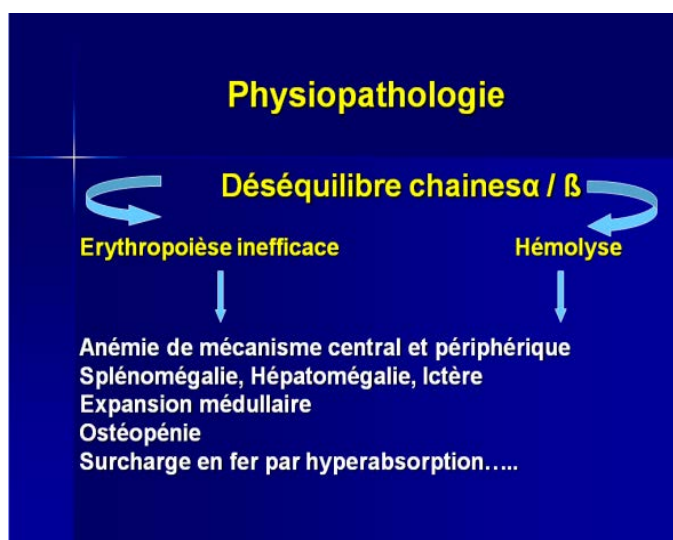 Physiopathologie
Déséquilibre chainesα / ß
Erythropoièse inefficace
Hémolyse
Anémie de mécanisme central et périphérique
Splénomégalie, Hépatomégalie, Ictère
Expansion médullaire
Ostéopénie
Surcharge en fer par hyperabsorption.....